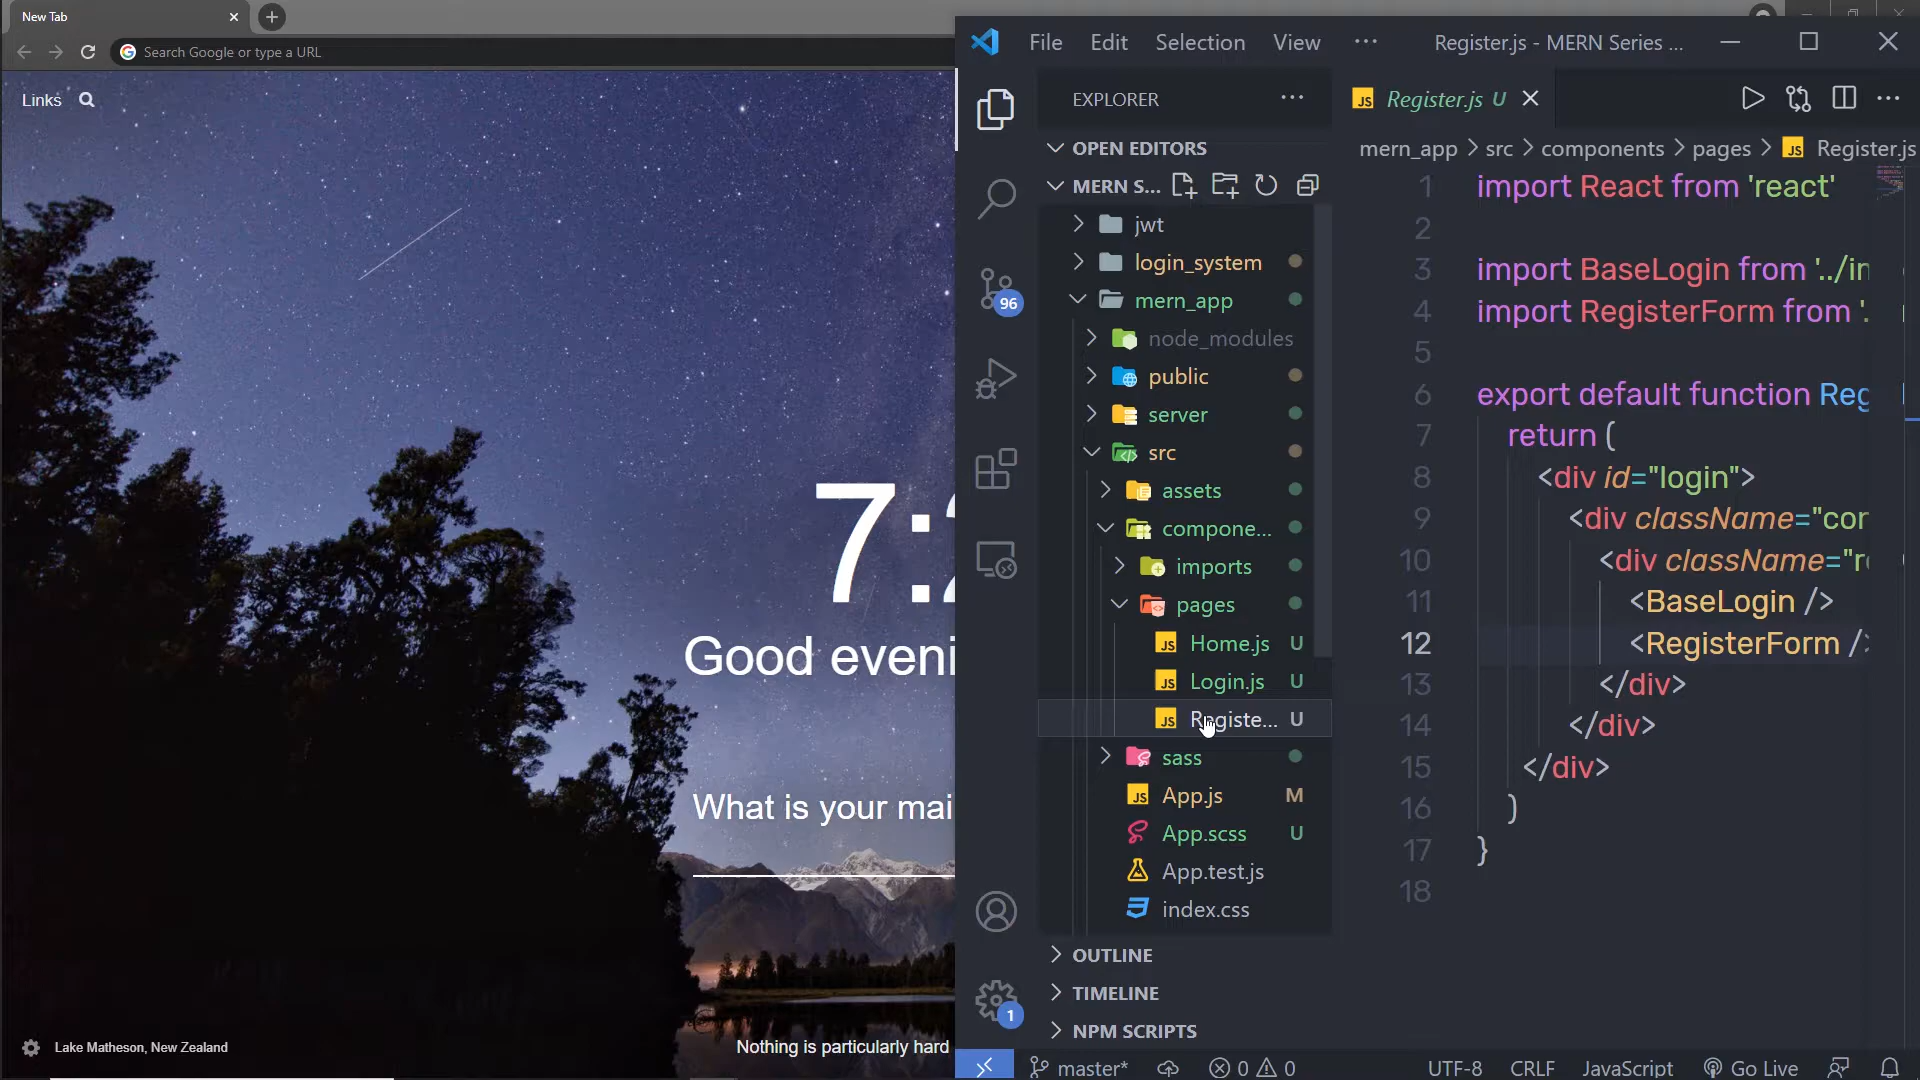 New Tab
Search Google or type a URL
Links
7:
Good eveni
What is your mai
Nothing is particularly hard
Lake Matheson, New Zealand
File Edit Selection View ···
Register.js - MERN Series ...
EXPLORER ···
OPEN EDITORS
MERN S...
jwt
login_system
mern_app
node_modules
public
server
src
assets
compone...
imports
pages
Home.js U
Login.js U
Registe... U
sass
App.js M
App.scss U
App.test.js
index.css
OUTLINE
TIMELINE
NPM SCRIPTS
96
1
JS Register.js U
mern_app > src > components > pages > JS Register.js
1 import React from 'react'
2
3 import BaseLogin from '../in
4 import RegisterForm from '.
5
6 export default function Reg
7 return (
8 <div id="login">
9 <div className="cor
10 <div className="r
11 <BaseLogin />
12 <RegisterForm />
13 </div>
14 </div>
15 </div>
16 )
17 }
18
master* 0 0 UTF-8 CRLF JavaScript Go Live